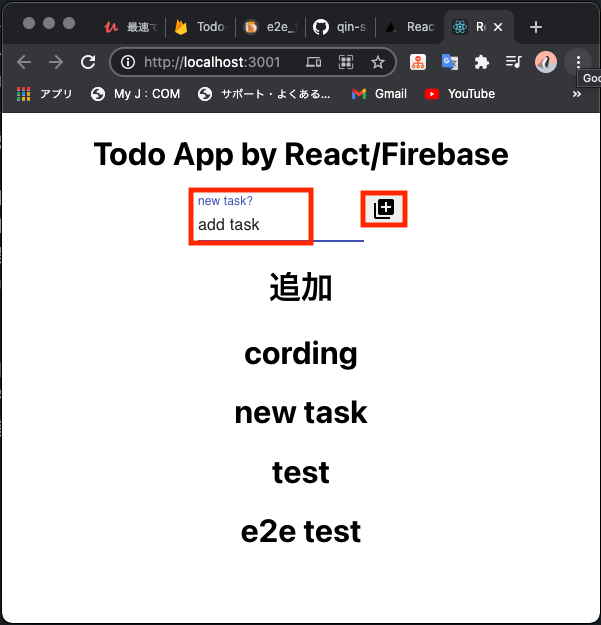 最速で
Todo-
e2e_
qin-s
Reac
R
http://localhost:3001
Goo
アプリ
My J：COM
サポート・よくある...
Gmail
YouTube
»
Todo App by React/Firebase
new task?
add task
追加
cording
new task
test
e2e test